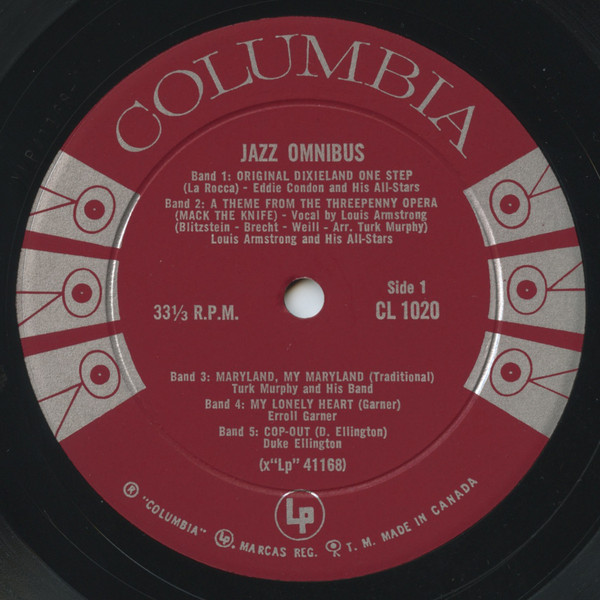 COLUMBIA
JAZZ OMNIBUS
Band 1: ORIGINAL DIXIELAND ONE STEP
(La Rocca) - Eddie Condon and His All-Stars
Band 2: A THEME FROM THE THREEPENNY OPERA
(MACK THE KNIFE) - Vocal by Louis Armstrong
(Blitzstein - Brecht - Weill - Arr. Turk Murphy)
Louis Armstrong and His All-Stars
33⅓ R.P.M.
Side 1
CL 1020
Band 3: MARYLAND, MY MARYLAND (Traditional)
Turk Murphy and His Band
Band 4: MY LONELY HEART (Garner)
Erroll Garner
Band 5: COP-OUT (D. Ellington)
Duke Ellington
(x"Lp" 41168)
Lp
® "COLUMBIA" Lp. MARCAS REG. T. M. MADE IN CANADA